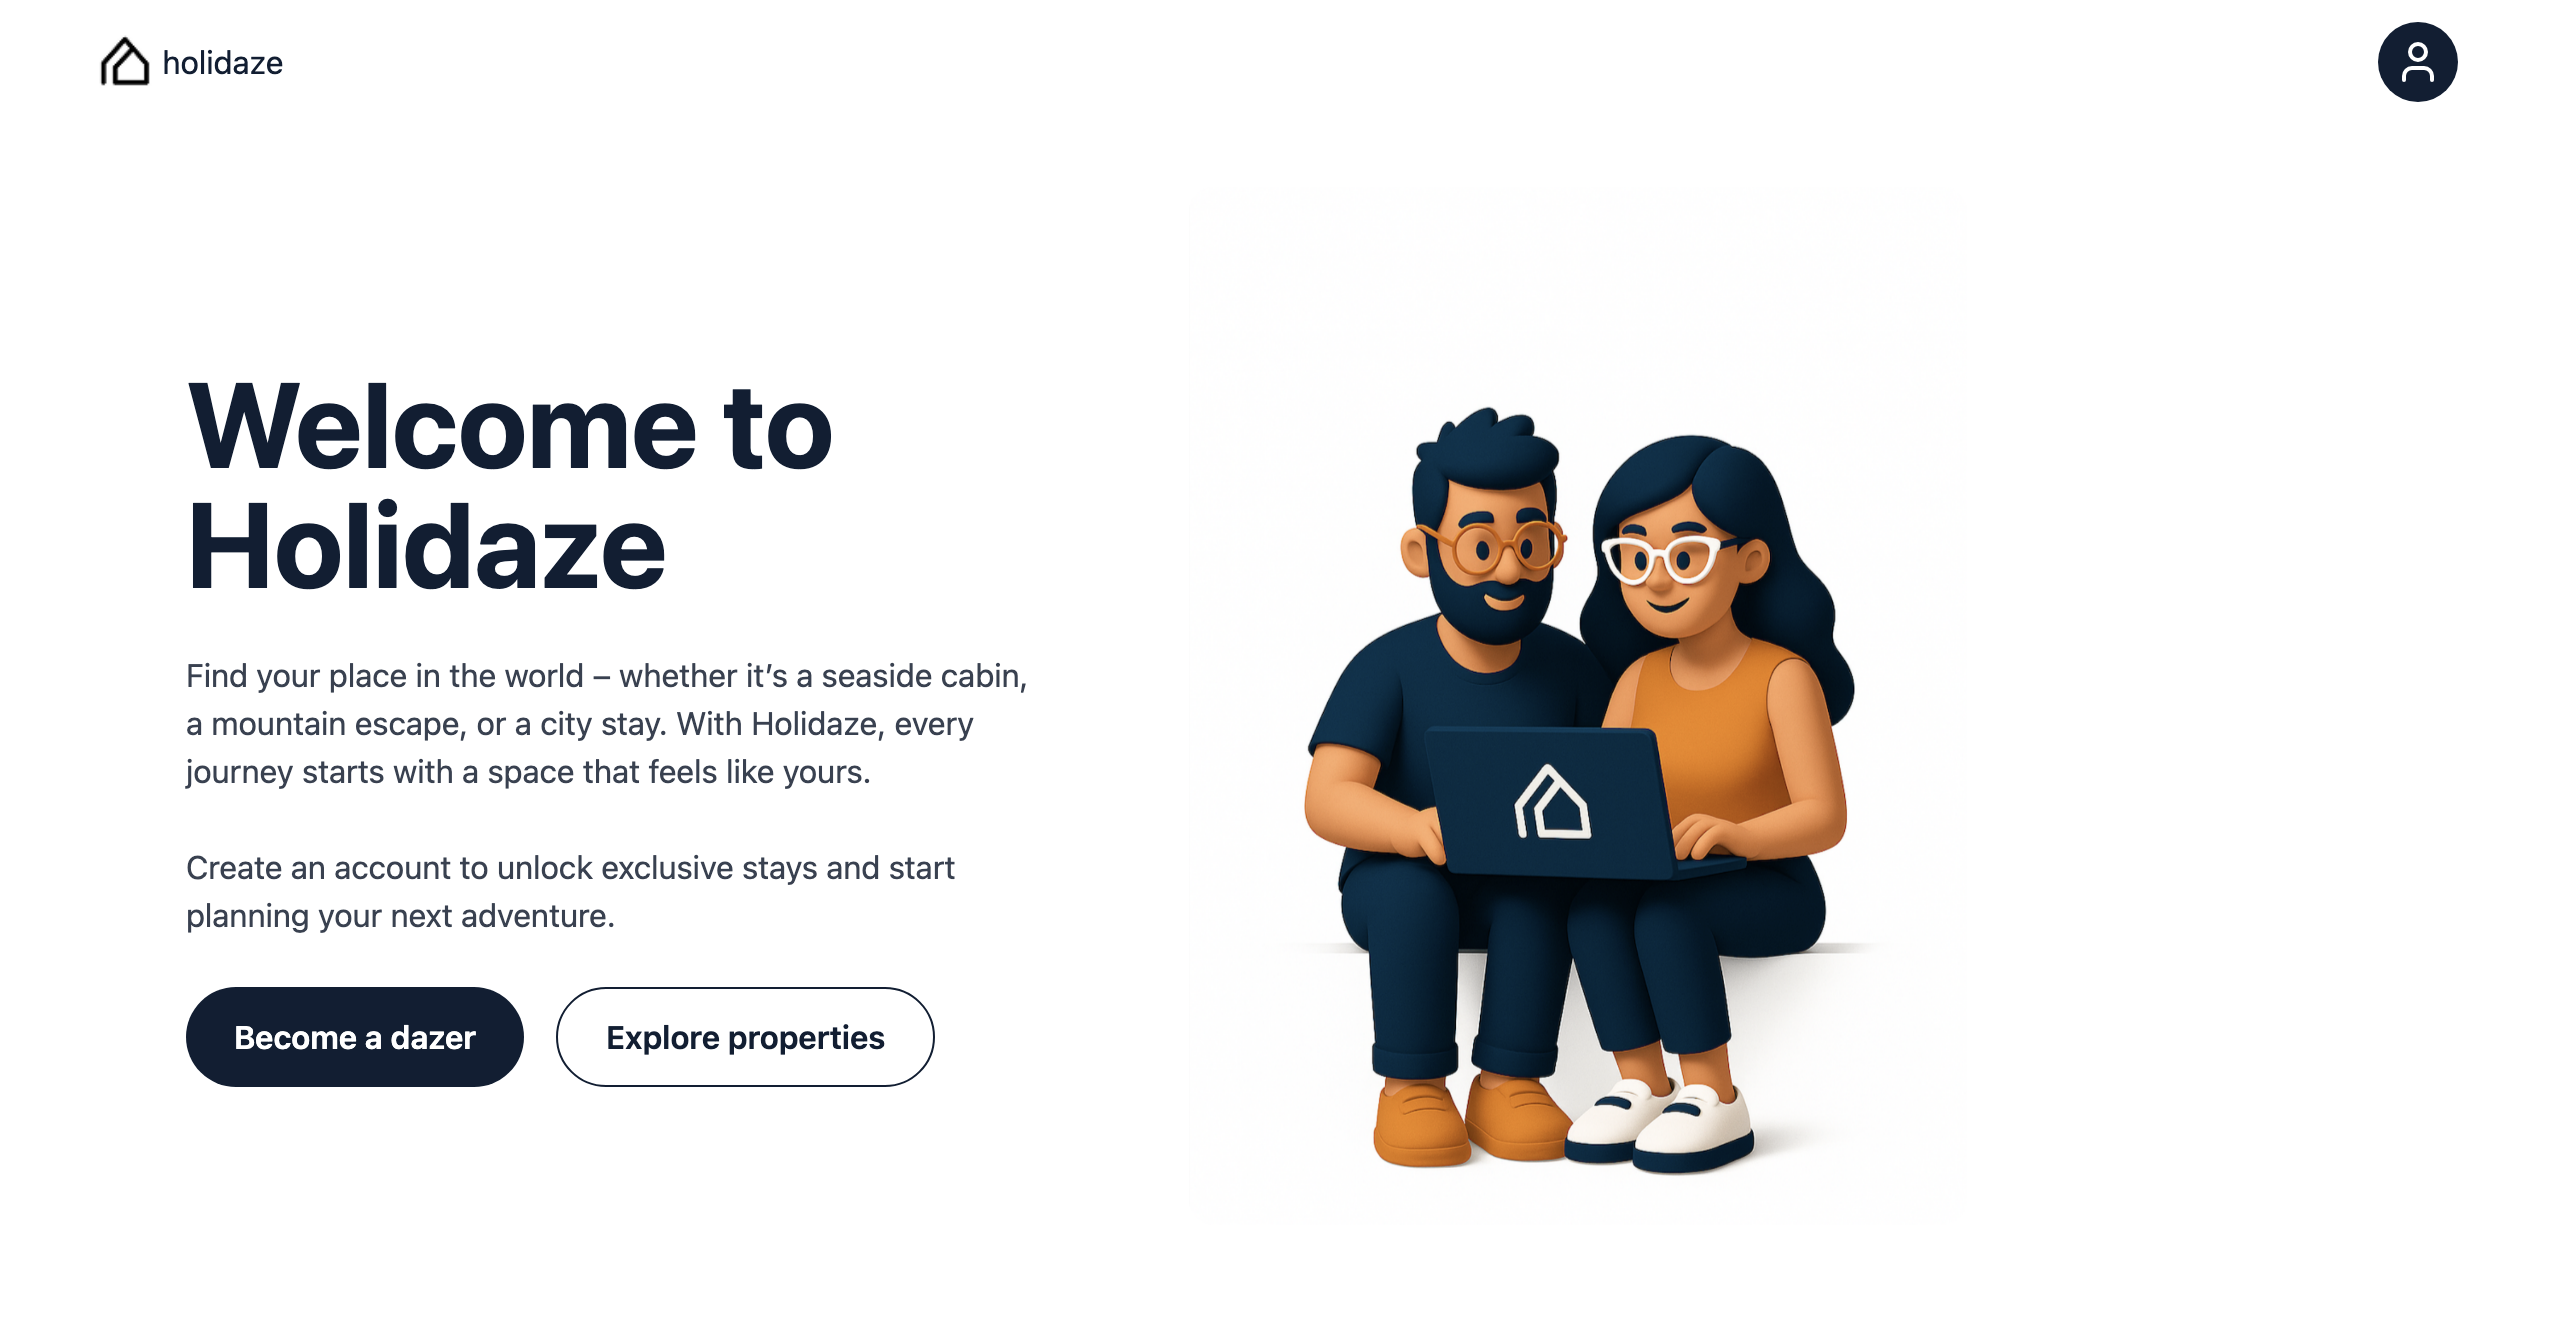 holidaze
Welcome to
Holidaze
Find your place in the world – whether it’s a seaside cabin,
a mountain escape, or a city stay. With Holidaze, every
journey starts with a space that feels like yours.
Create an account to unlock exclusive stays and start
planning your next adventure.
Become a dazer
Explore properties